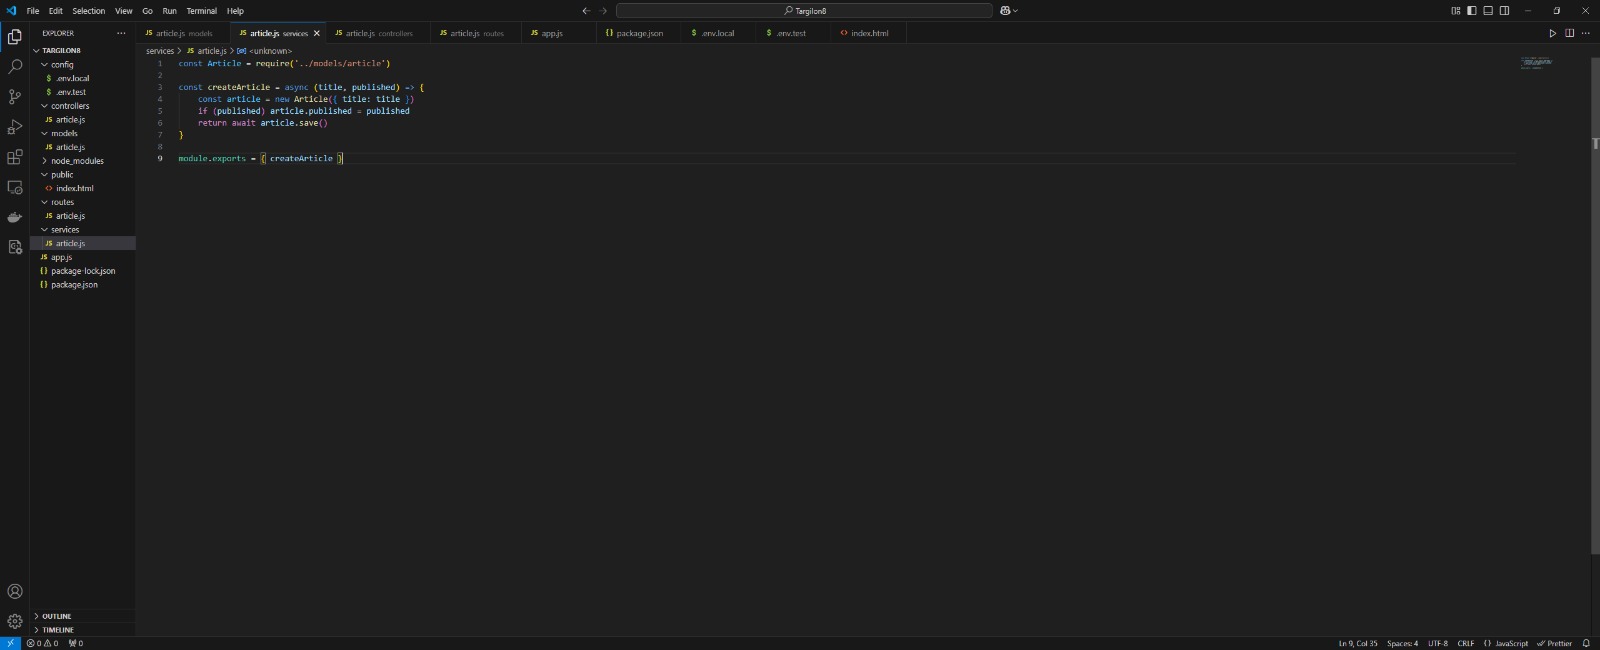 File Edit Selection View Go Run Terminal Help
Targilon8
EXPLORER
TARGILON8
config
$ .env.local
$ .env.test
controllers
JS article.js
models
JS article.js
node_modules
public
<> index.html
routes
JS article.js
services
JS article.js
JS app.js
{} package-lock.json
{} package.json
OUTLINE
TIMELINE
JS article.js models
JS article.js services
JS article.js controllers
JS article.js routes
JS app.js
{} package.json
$ .env.local
$ .env.test
<> index.html
services > JS article.js > <unknown>
1 const Article = require('../models/article')
2
3 const createArticle = async (title, published) => {
4 const article = new Article({ title: title })
5 if (published) article.published = published
6 return await article.save()
7 }
8
9 module.exports = { createArticle }
0 0 0
Ln 9, Col 35 Spaces: 4 UTF-8 CRLF {} JavaScript Prettier